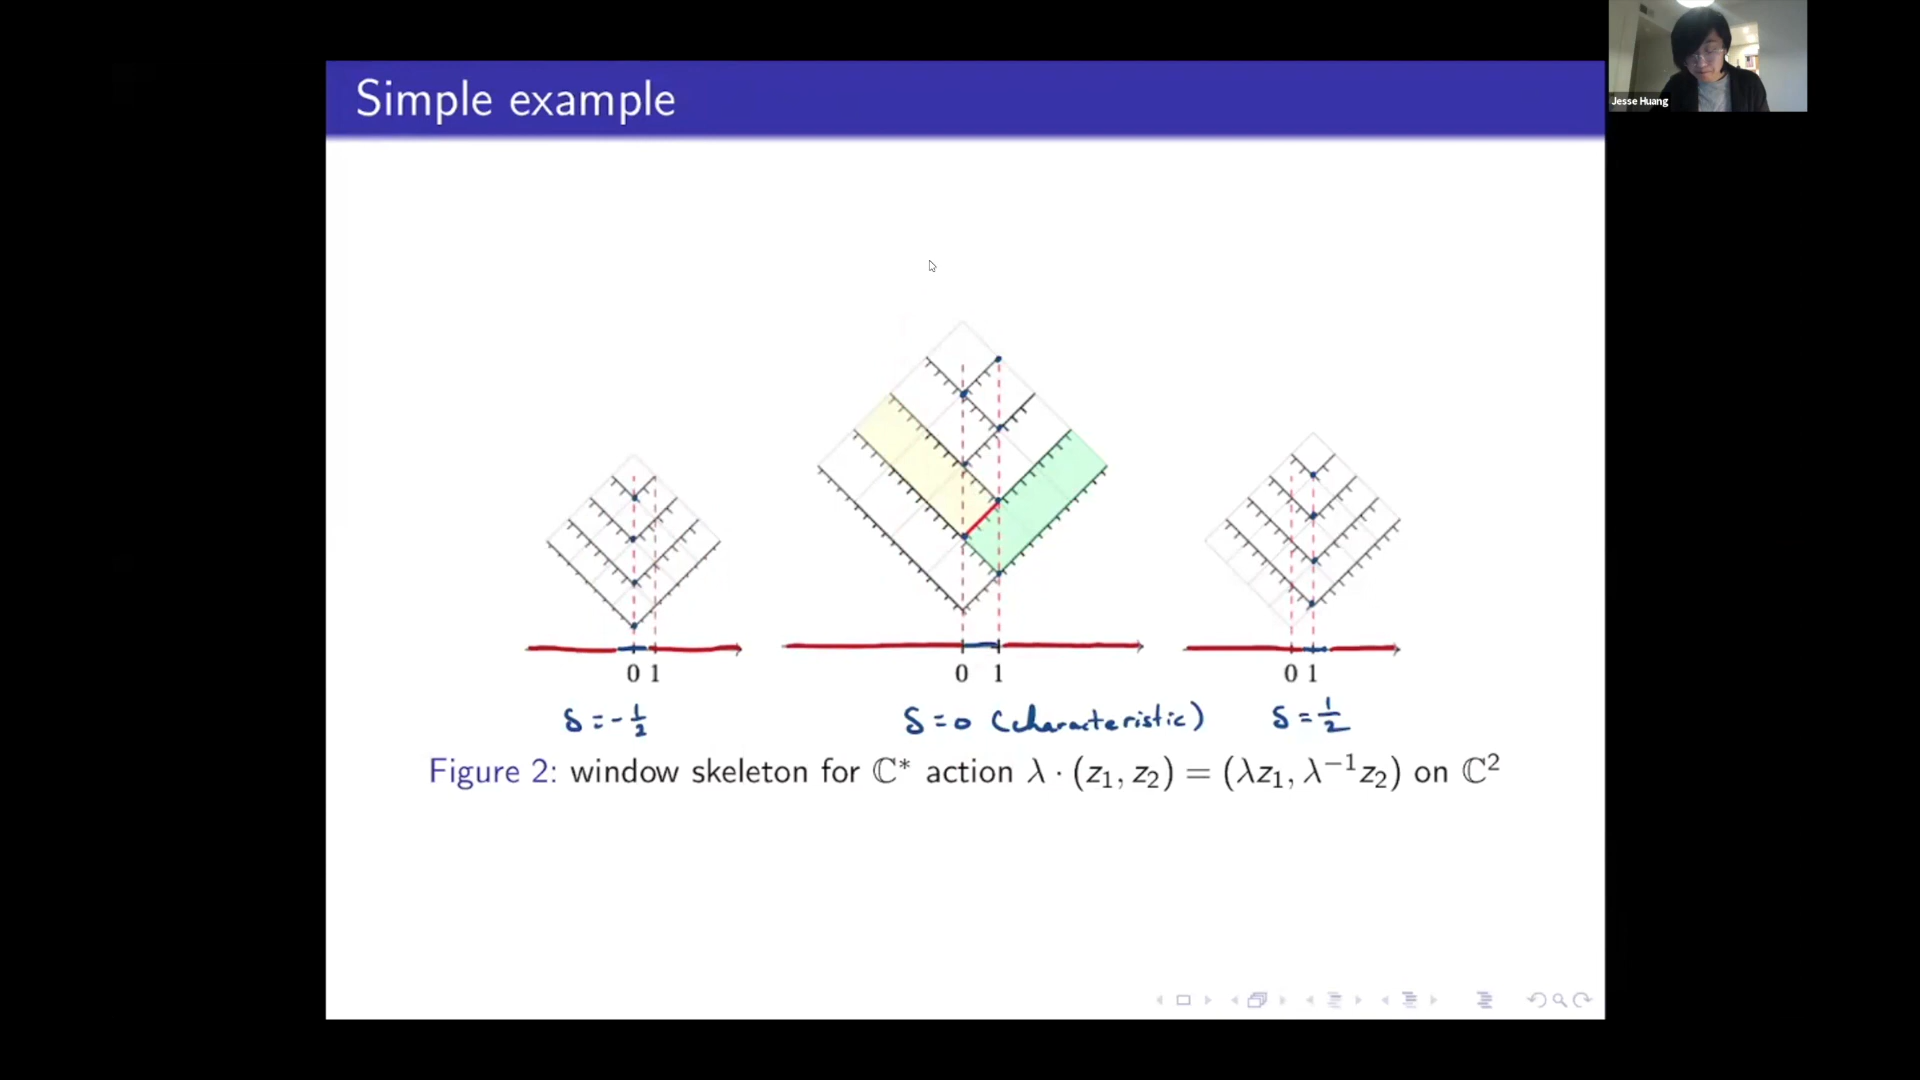 Simple example
Jesse Huang
0 1
0 1
0 1
δ = - 1/2
δ = 0 (characteristic)
δ = 1/2
Figure 2: window skeleton for ℂ* action λ · (z₁, z₂) = (λz₁, λ⁻¹z₂) on ℂ²